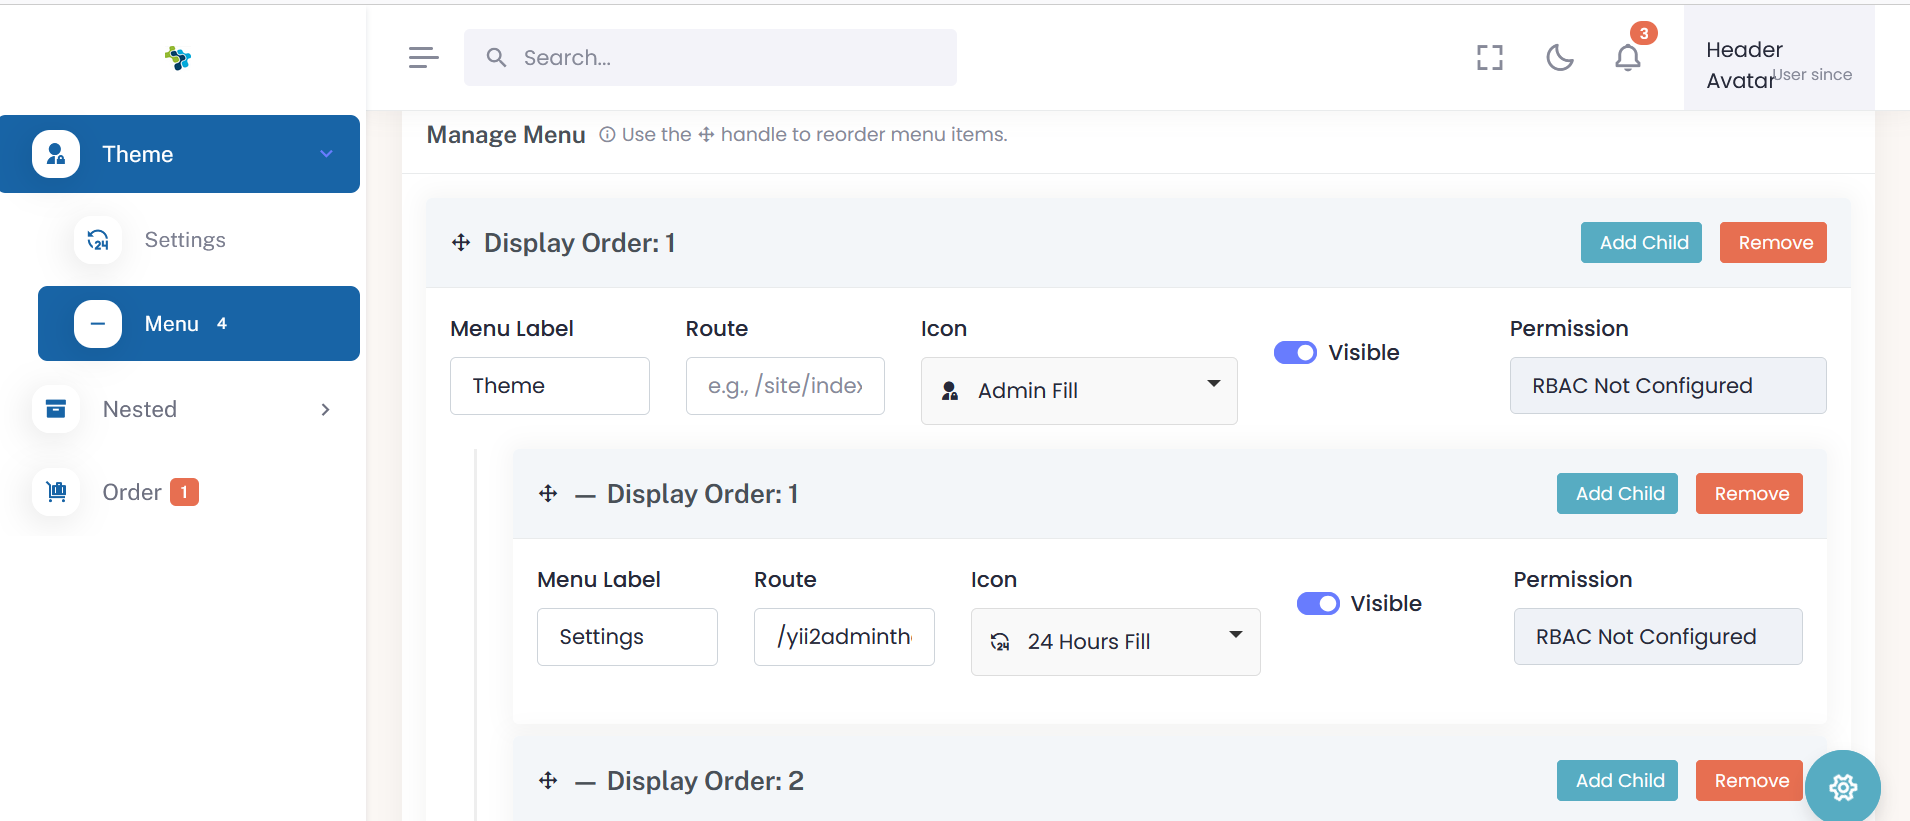 Search...
3
Header
Avatar
User since
Theme
Settings
Menu 4
Nested
Order 1
Manage Menu Use the handle to reorder menu items.
Display Order: 1 Add Child Remove
Menu Label Route Icon Visible Permission
Theme e.g., /site/index Admin Fill RBAC Not Configured
— Display Order: 1 Add Child Remove
Menu Label Route Icon Visible Permission
Settings /yii2adminth 24 Hours Fill RBAC Not Configured
— Display Order: 2 Add Child Remove